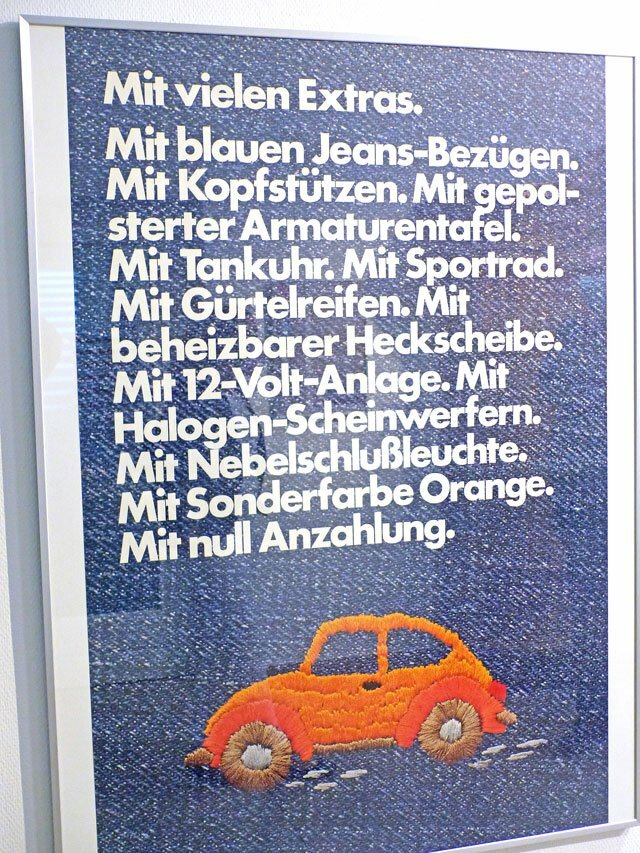 Mit vielen Extras.
Mit blauen Jeans-Bezügen.
Mit Kopfstützen. Mit gepol-
sterter Armaturentafel.
Mit Tankuhr. Mit Sportrad.
Mit Gürtelreifen. Mit
beheizbarer Heckscheibe.
Mit 12-Volt-Anlage. Mit
Halogen-Scheinwerfern.
Mit Nebelschlußleuchte.
Mit Sonderfarbe Orange.
Mit null Anzahlung.